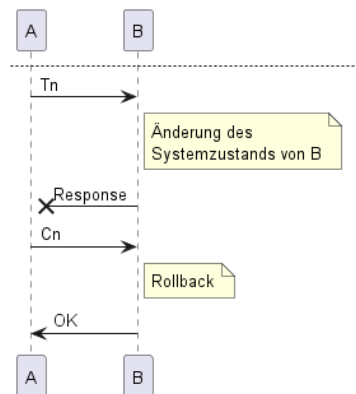 A B
Tn
Änderung des
Systemzustands von B
Response
Cn
Rollback
OK
A B